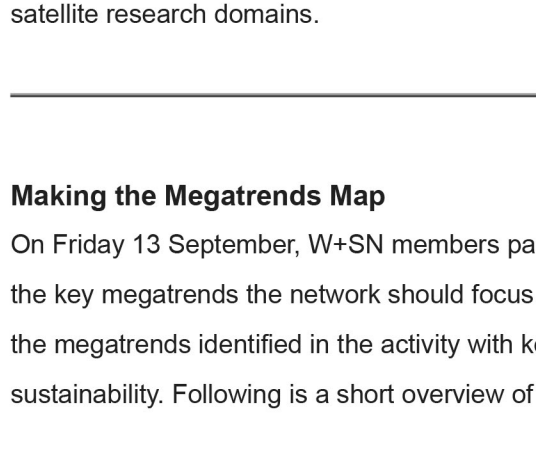 satellite research domains.
Making the Megatrends Map
On Friday 13 September, W+SN members pa
the key megatrends the network should focus
the megatrends identified in the activity with k
sustainability. Following is a short overview of